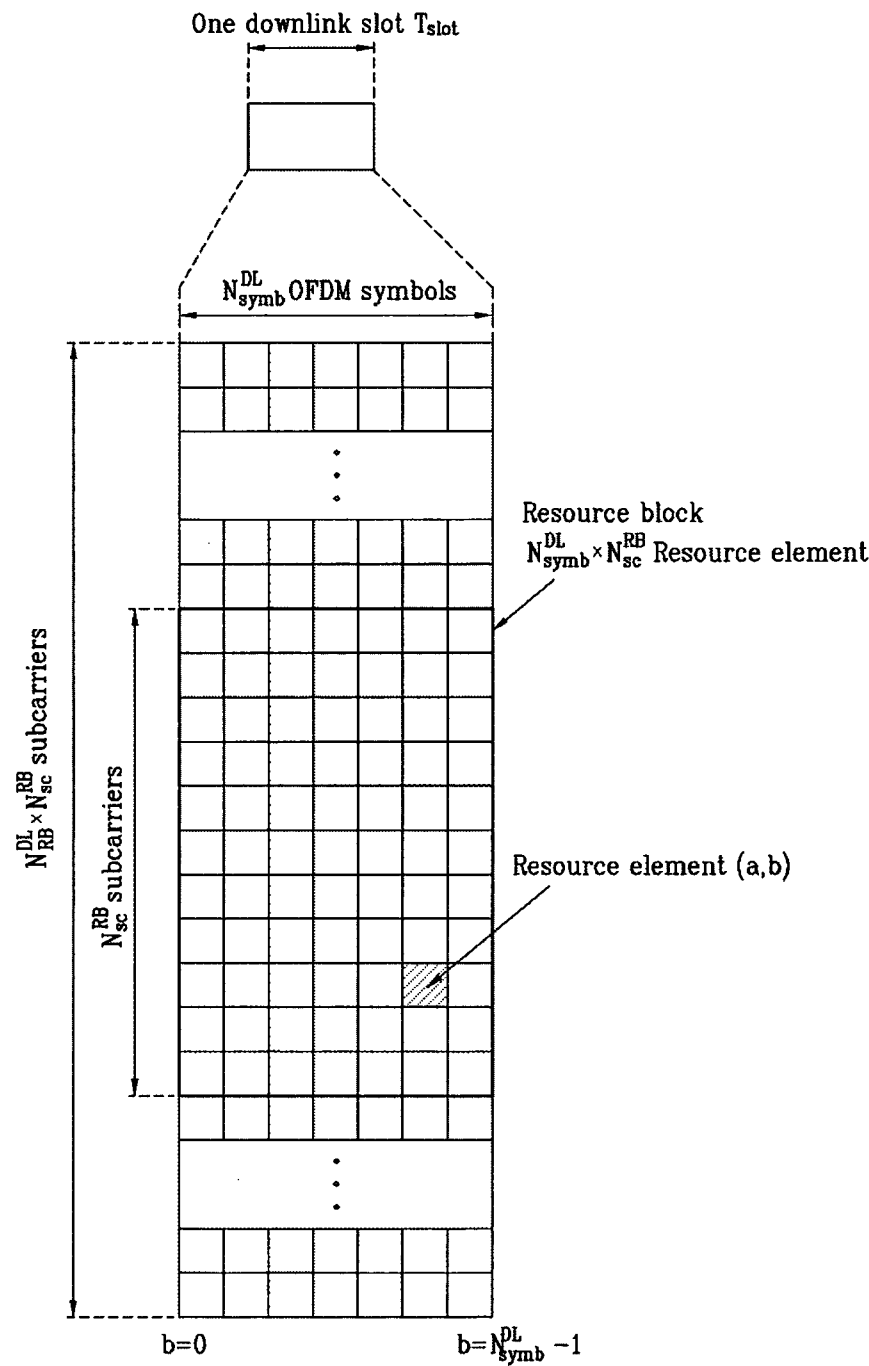 One downlink slot T_slot
N_symb^DL OFDM symbols
Resource block
N_symb^DL × N_sc^RB Resource element
N_RB^DL × N_sc^RB subcarriers
N_sc^RB subcarriers
Resource element (a,b)
b=0
b=N_symb^DL -1